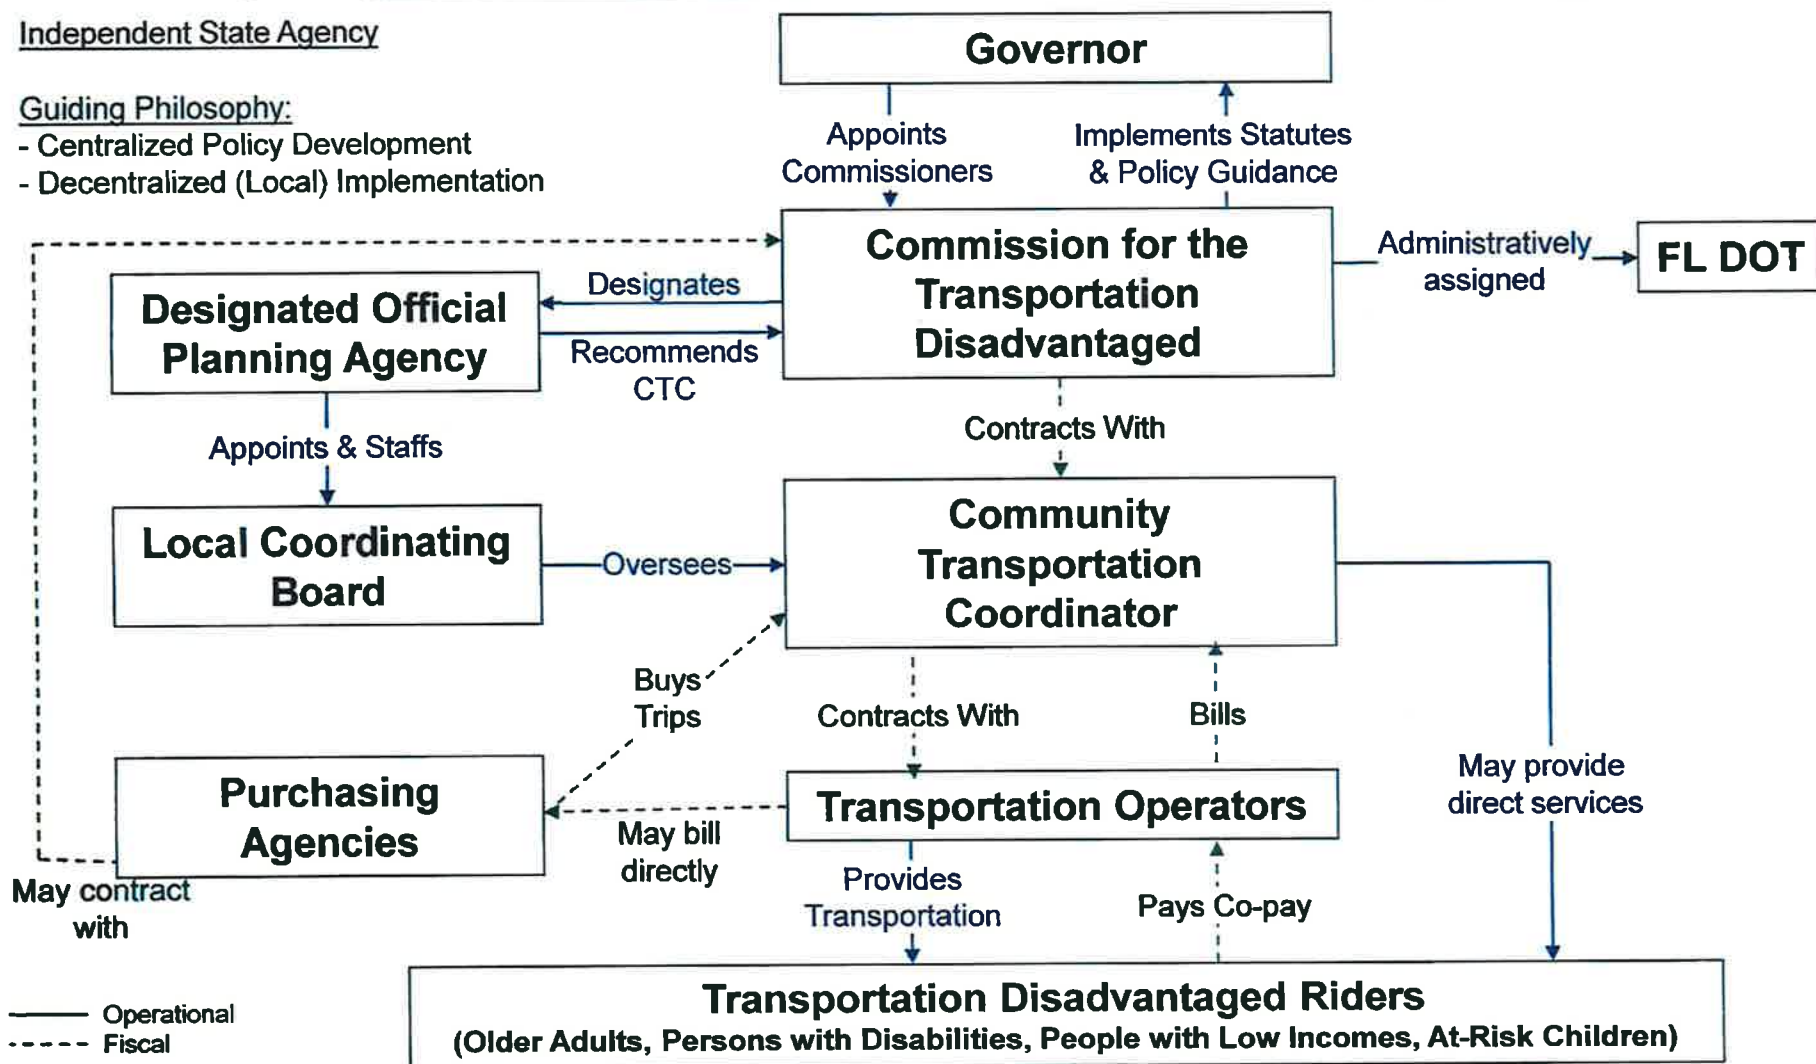 Independent State Agency
Guiding Philosophy:
- Centralized Policy Development
- Decentralized (Local) Implementation
Governor
Appoints
Commissioners
Implements Statutes
& Policy Guidance
Commission for the
Transportation
Disadvantaged
Administratively
assigned
FL DOT
Designates
Designated Official
Planning Agency
Recommends
CTC
Contracts With
Appoints & Staffs
Local Coordinating
Board
Oversees
Community
Transportation
Coordinator
Buys
Trips
Contracts With
Bills
May provide
direct services
Purchasing
Agencies
Transportation Operators
May bill
directly
May contract
with
Provides
Transportation
Pays Co-pay
Transportation Disadvantaged Riders
(Older Adults, Persons with Disabilities, People with Low Incomes, At-Risk Children)
Operational
Fiscal